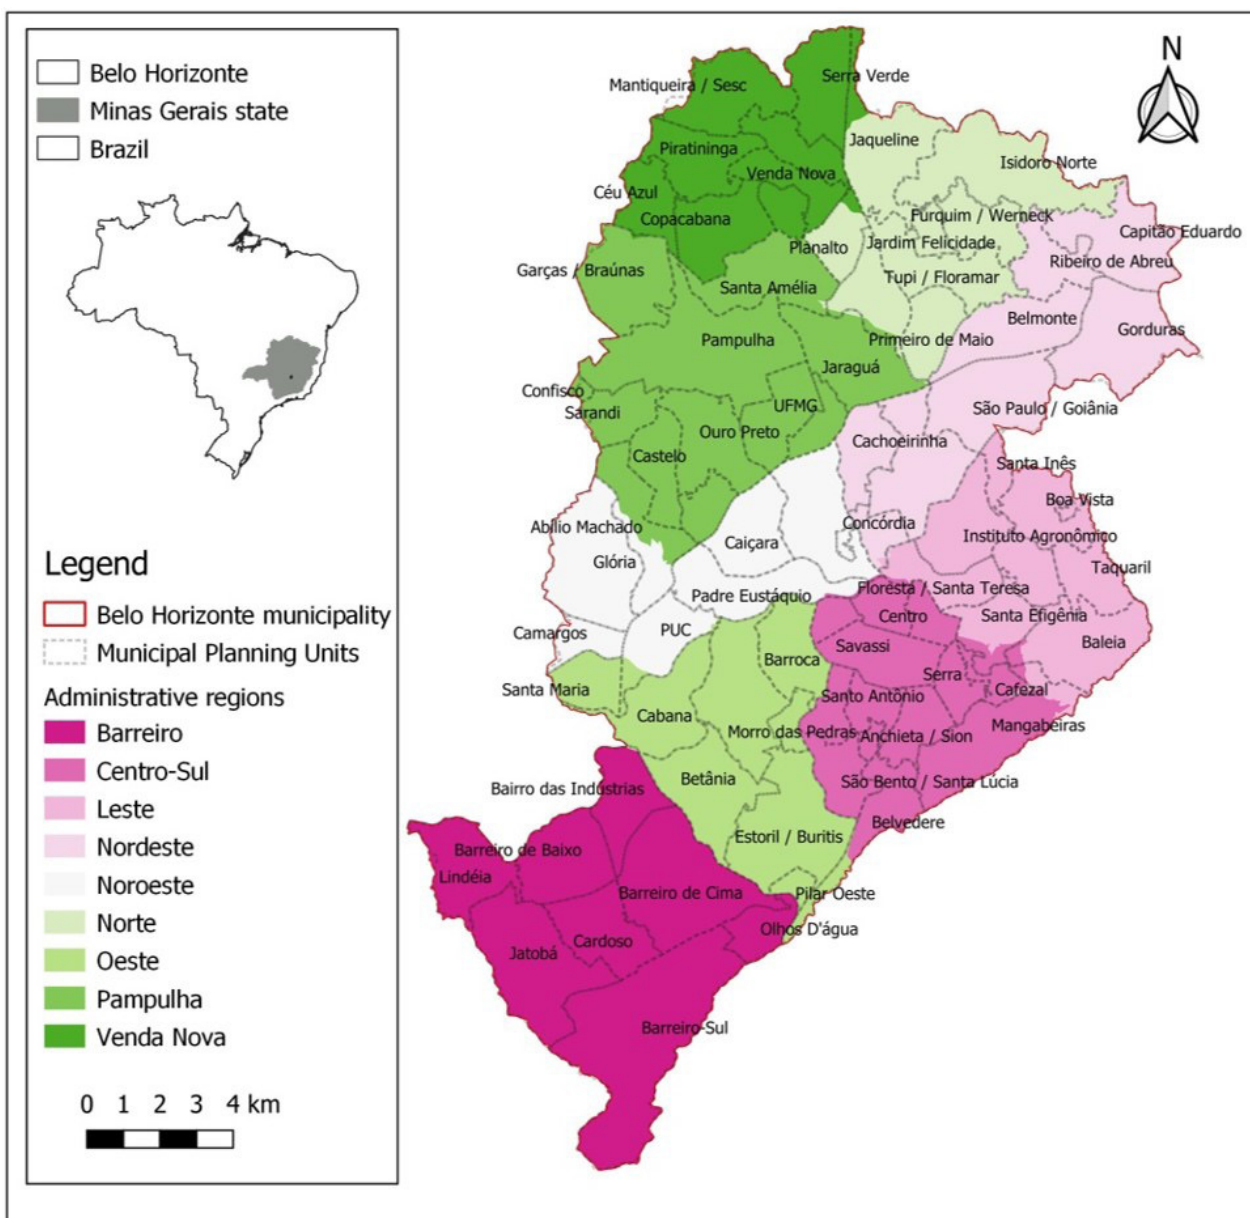 Belo Horizonte
Minas Gerais state
Brazil
Legend
Belo Horizonte municipality
Municipal Planning Units
Administrative regions
Barreiro
Centro-Sul
Leste
Nordeste
Noroeste
Norte
Oeste
Pampulha
Venda Nova
0 1 2 3 4 km
N
Serra Verde
Mantiqueira / Sesc
Jaqueline
Piratininga
Isidoro Norte
Venda Nova
Céu Azul
Copacabana
Furquim / Werneck
Capitão Eduardo
Planalto
Jardim Felicidade
Ribeiro de Abreu
Garças / Braúnas
Tupi / Floramar
Santa Amélia
Belmonte
Gorduras
Pampulha
Primeiro de Maio
Jaraguá
Confisco
Sarandi
UFMG
São Paulo / Goiânia
Ouro Preto
Cachoeirinha
Castelo
Santa Inês
Boa Vista
Abílio Machado
Concórdia
Instituto Agronômico
Caiçara
Glória
Taquaril
Floresta / Santa Teresa
Padre Eustáquio
Centro
Santa Efigênia
Camargos
PUC
Savassi
Baleia
Barroca
Serra
Santa Maria
Santo Antônio
Cafezal
Cabana
Mangabeiras
Morro das Pedras
Anchieta / Sion
Betânia
São Bento / Santa Lúcia
Bairro das Indústrias
Belvedere
Estoril / Buritis
Barreiro de Baixo
Lindéia
Barreiro de Cima
Pilar Oeste
Olhos D'água
Cardoso
Jatobá
Barreiro-Sul